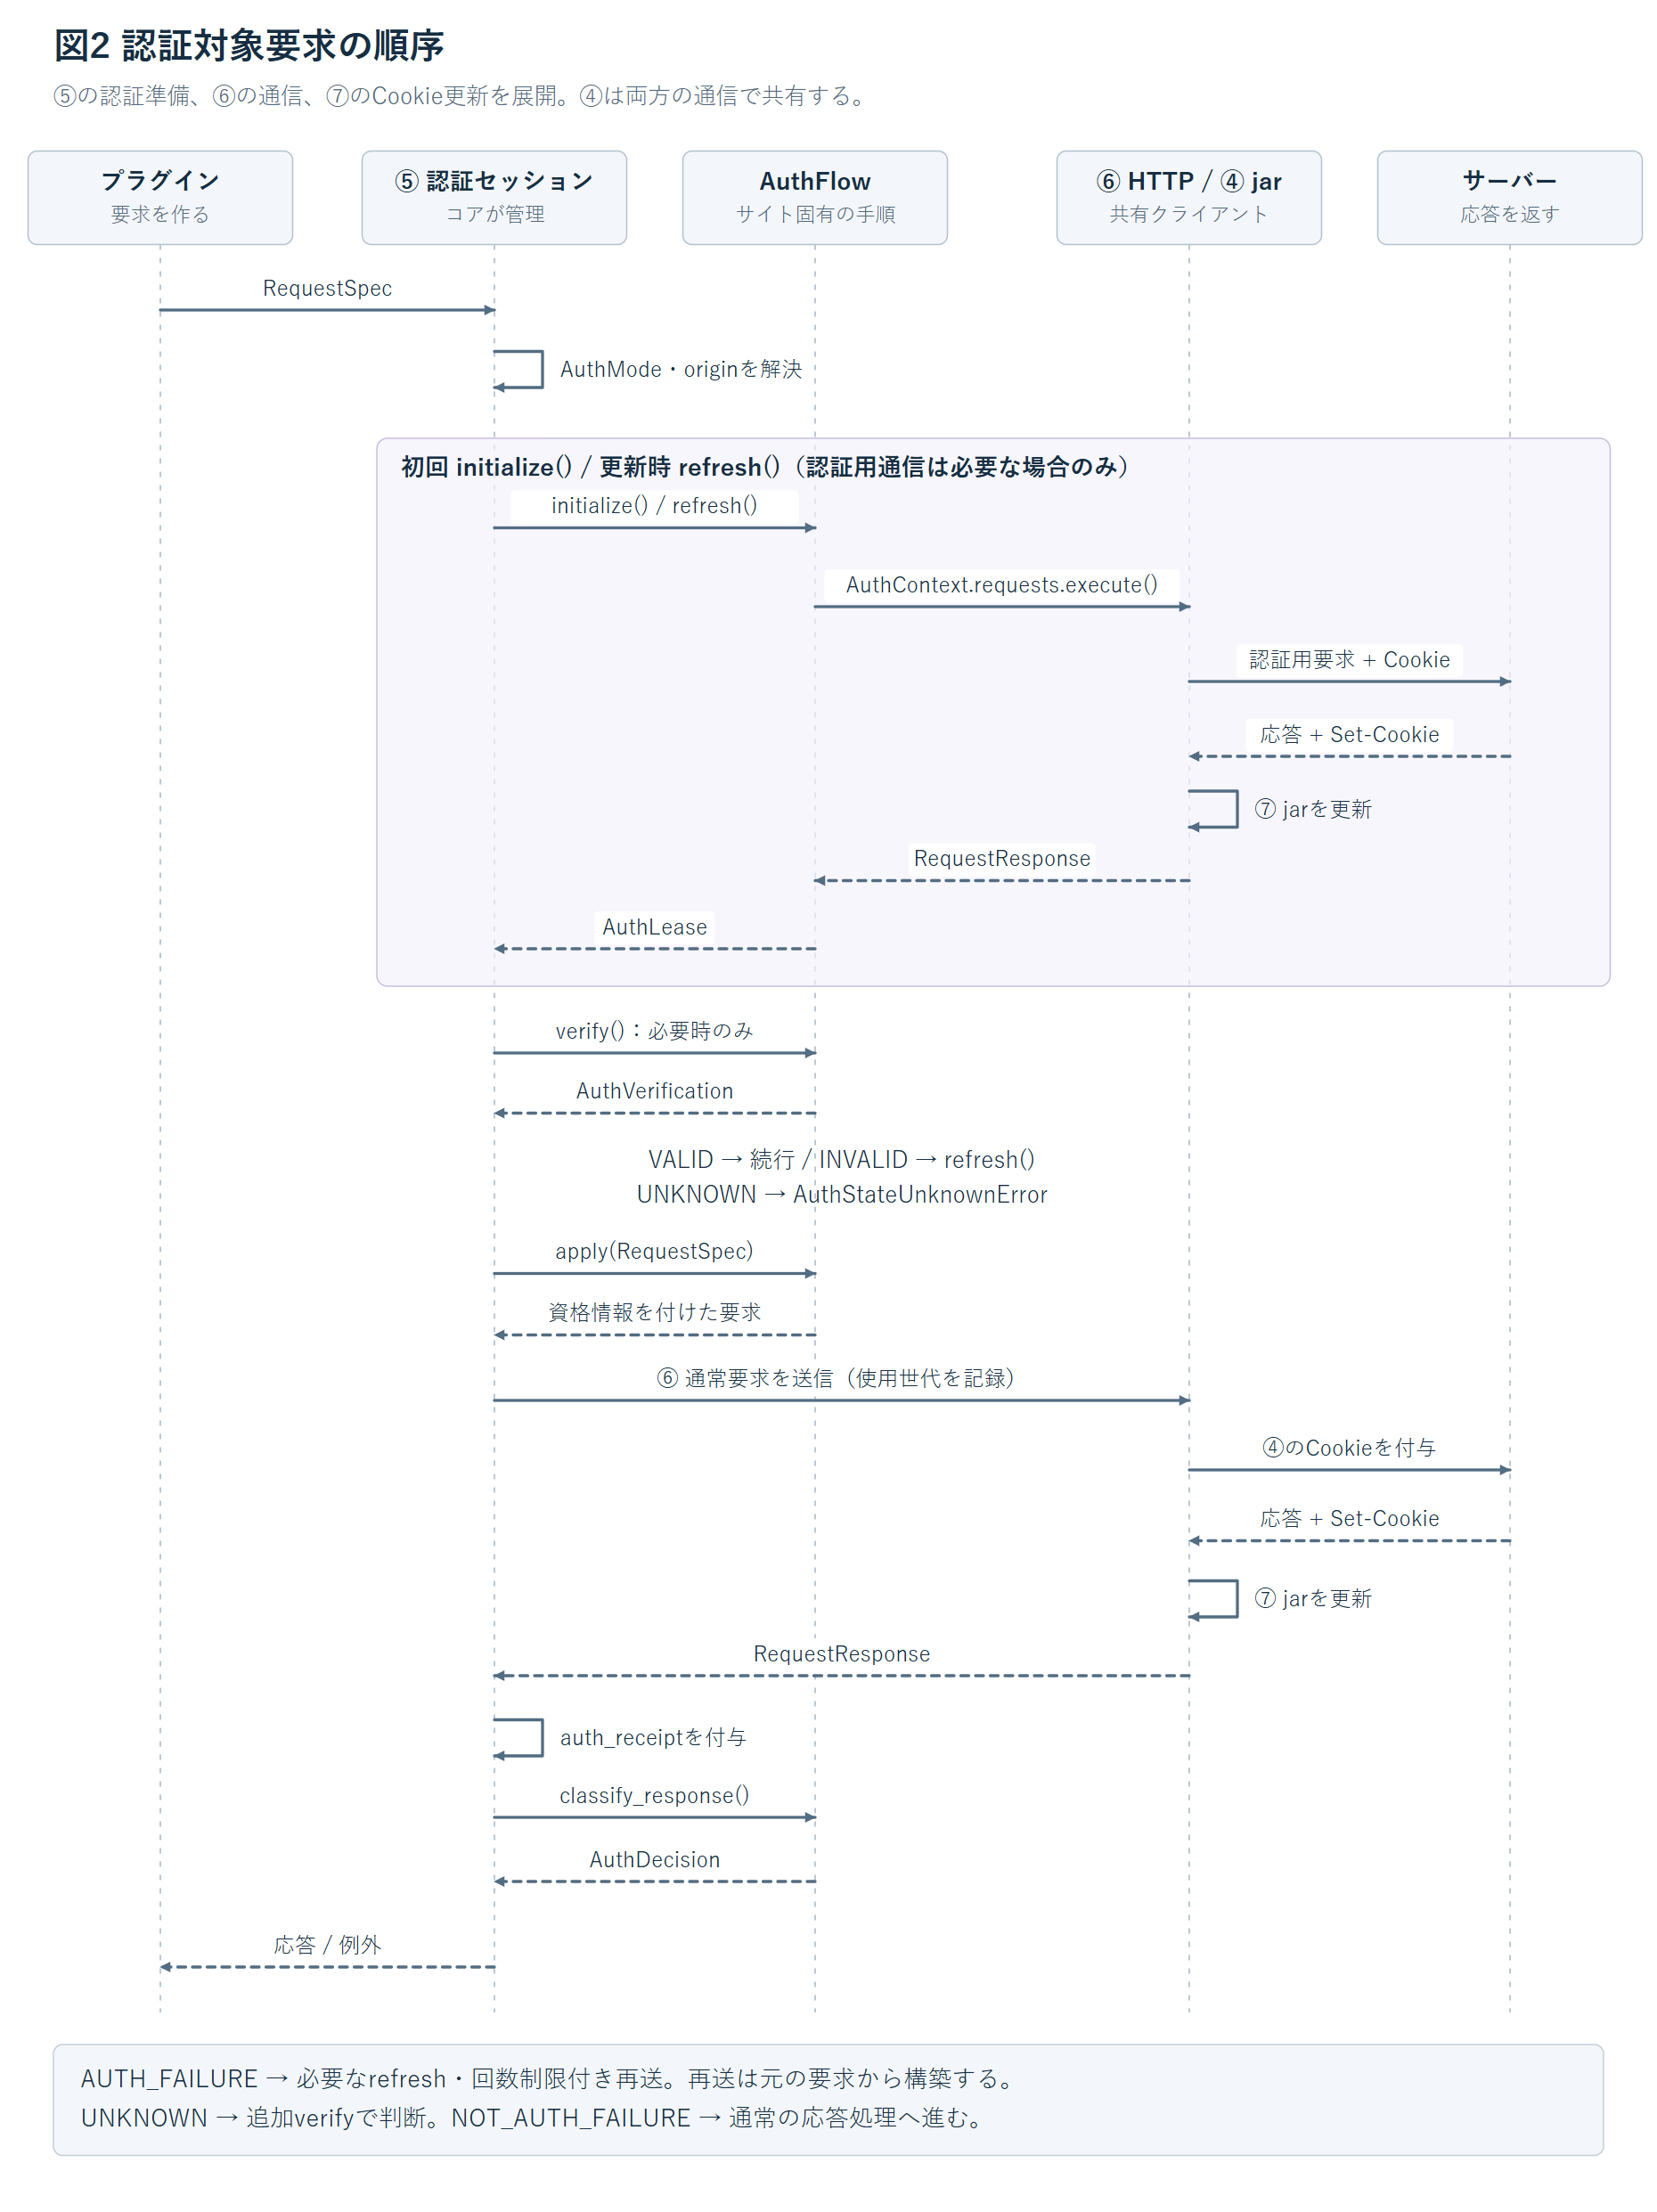 図2 認証対象要求の順序
⑤の認証準備、⑥の通信、⑦のCookie更新を展開。④は両方の通信で共有する。
プラグイン
要求を作る
⑤ 認証セッション
コアが管理
AuthFlow
サイト固有の手順
⑥ HTTP / ④ jar
共有クライアント
サーバー
応答を返す
RequestSpec
AuthMode・originを解決
初回 initialize() / 更新時 refresh()（認証用通信は必要な場合のみ）
initialize() / refresh()
AuthContext.requests.execute()
認証用要求 + Cookie
応答 + Set-Cookie
⑦ jarを更新
RequestResponse
AuthLease
verify()：必要時のみ
AuthVerification
VALID → 続行 / INVALID → refresh()
UNKNOWN → AuthStateUnknownError
apply(RequestSpec)
資格情報を付けた要求
⑥ 通常要求を送信（使用世代を記録）
④のCookieを付与
応答 + Set-Cookie
⑦ jarを更新
RequestResponse
auth_receiptを付与
classify_response()
AuthDecision
応答 / 例外
AUTH_FAILURE → 必要なrefresh・回数制限付き再送。再送は元の要求から構築する。
UNKNOWN → 追加verifyで判断。NOT_AUTH_FAILURE → 通常の応答処理へ進む。